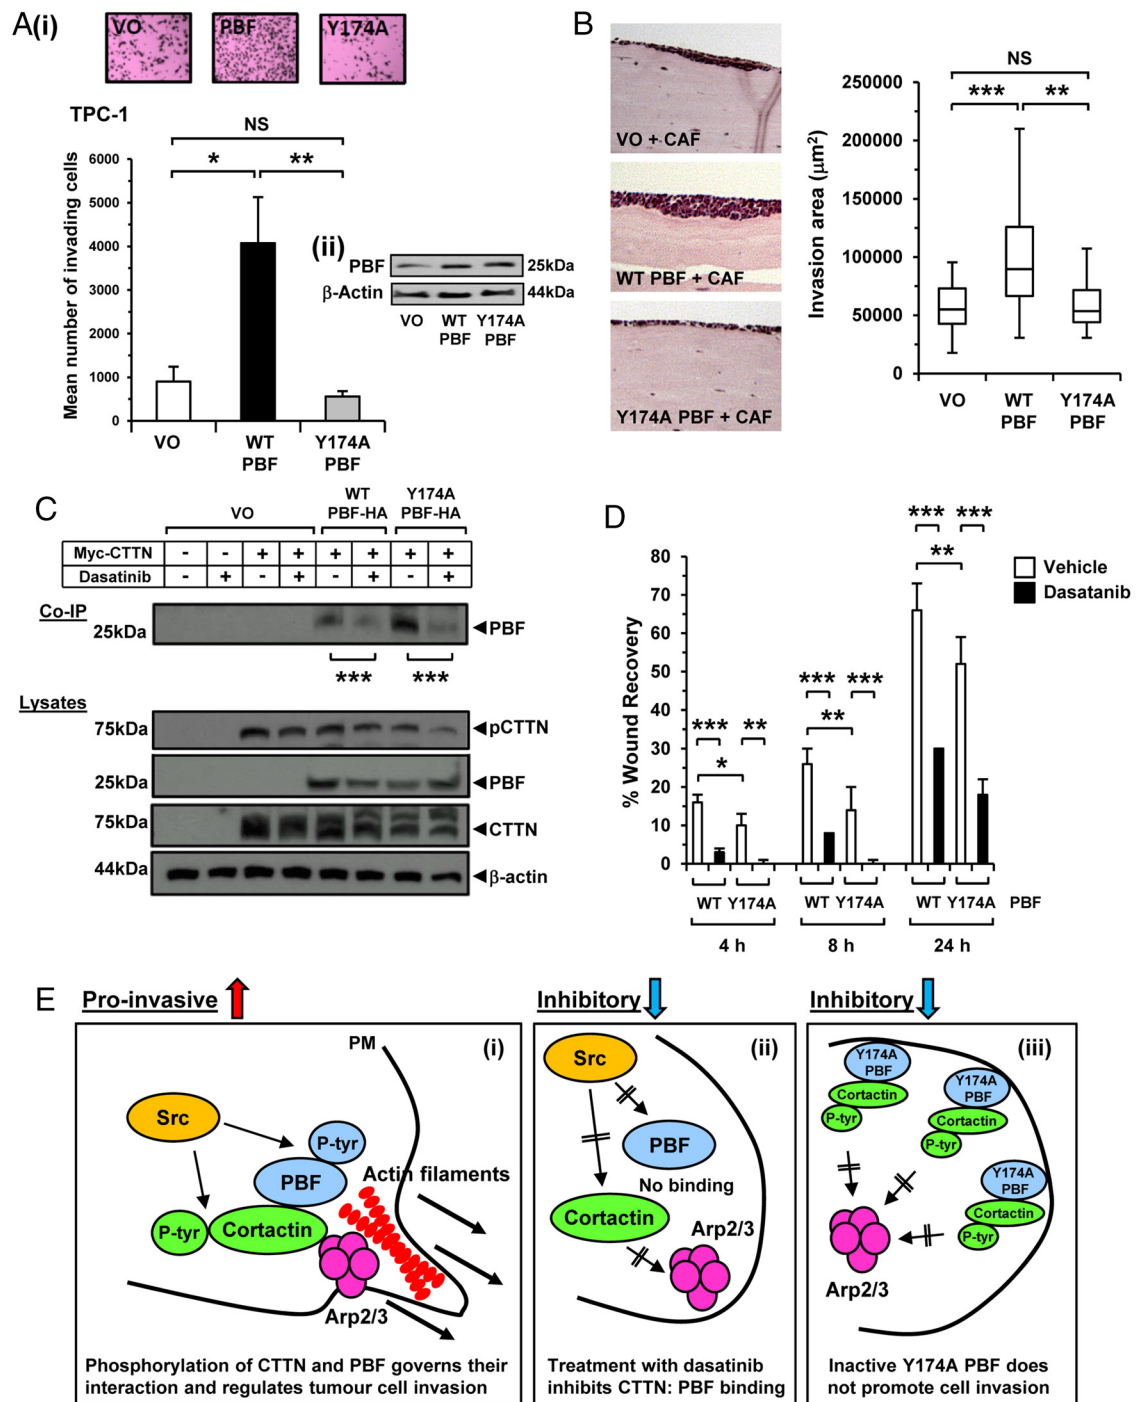 A(i)
VO
PBF
Y174A
TPC-1
NS
*
**
Mean number of invading cells
6000
5000
4000
3000
2000
1000
0
VO
WT
PBF
Y174A
PBF
(ii)
PBF
25kDa
β-Actin
44kDa
VO
WT
PBF
Y174A
PBF
B
VO + CAF
WT PBF + CAF
Y174A PBF + CAF
NS
***
**
Invasion area (μm2)
250000
200000
150000
100000
50000
0
VO
WT
PBF
Y174A
PBF
C
VO
WT
PBF-HA
Y174A
PBF-HA
Myc-CTTN - - + + + + + +
Dasatinib - + - + - + - +
Co-IP
25kDa
PBF
***
***
Lysates
75kDa
pCTTN
25kDa
PBF
75kDa
CTTN
44kDa
β-actin
D
Vehicle
Dasatanib
% Wound Recovery
80
70
60
50
40
30
20
10
0
***
**
*
***
***
**
***
***
**
WT Y174A WT Y174A WT Y174A PBF
4 h 8 h 24 h
E
Pro-invasive
(i)
PM
Src
P-tyr
PBF
Actin filaments
P-tyr
Cortactin
Arp2/3
Phosphorylation of CTTN and PBF governs their
interaction and regulates tumour cell invasion
Inhibitory
(ii)
Src
PBF
No binding
Cortactin
Arp2/3
Treatment with dasatinib
inhibits CTTN: PBF binding
Inhibitory
(iii)
Y174A
PBF
Cortactin
P-tyr
Y174A
PBF
Cortactin
P-tyr
Y174A
PBF
Cortactin
P-tyr
Arp2/3
Inactive Y174A PBF does
not promote cell invasion